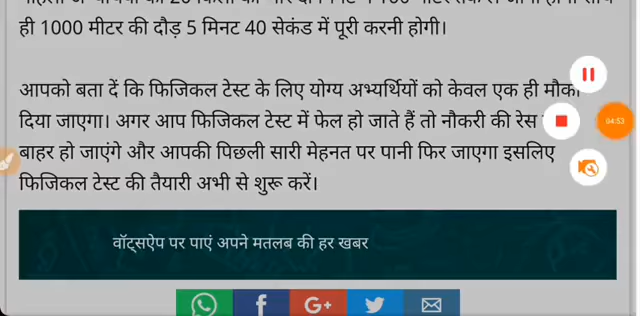 ही 1000 मीटर की दौड़ 5 मिनट 40 सेकंड में पूरी करनी होगी।
आपको बता दें कि फिजिकल टेस्ट के लिए योग्य अभ्यर्थियों को केवल एक ही मौका
दिया जाएगा। अगर आप फिजिकल टेस्ट में फेल हो जाते हैं तो नौकरी की रेस
बाहर हो जाएंगे और आपकी पिछली सारी मेहनत पर पानी फिर जाएगा इसलिए
फिजिकल टेस्ट की तैयारी अभी से शुरू करें।
04:53
वॉट्सऐप पर पाएं अपने मतलब की हर खबर
f
G+